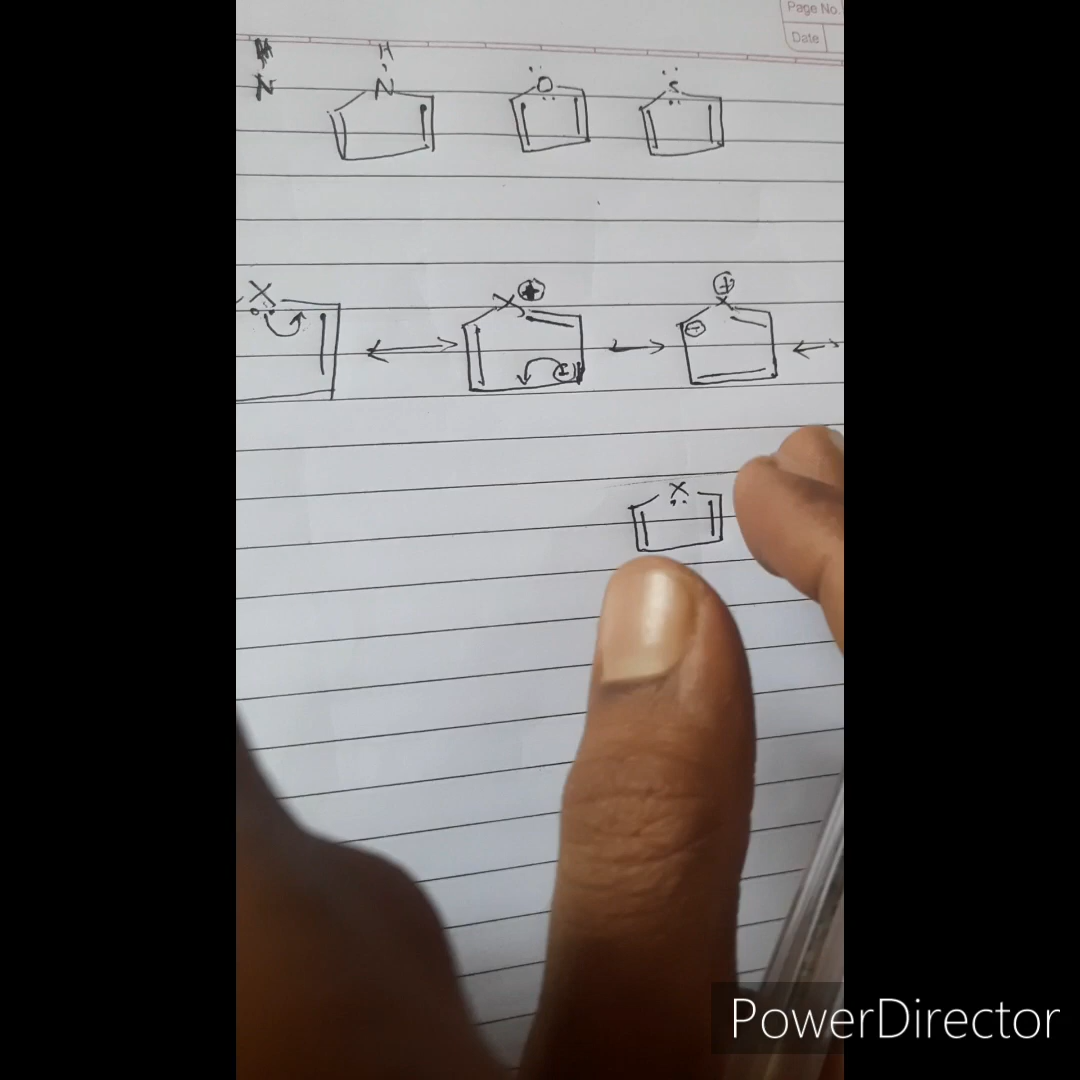 Page No.
Date
H
N
H
N
O
S
X
X +
+
X
-
X
PowerDirector